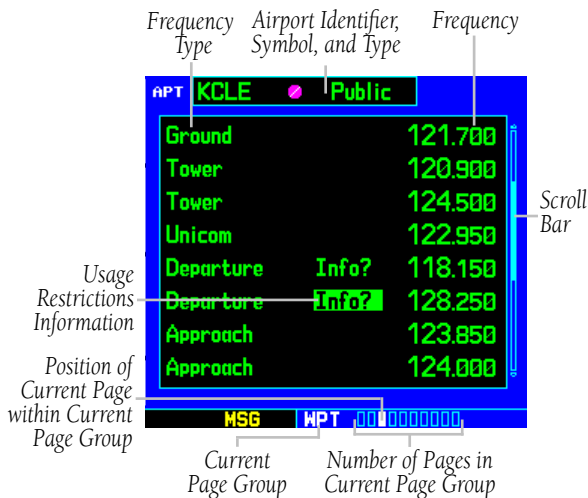 Frequency Type
Airport Identifier, Symbol, and Type
Frequency
APT KCLE Public
Ground 121.700
Tower 120.900
Tower 124.500
Unicom 122.950
Departure Info? 118.150
Departure Info? 128.250
Approach 123.850
Approach 124.000
Scroll Bar
Usage Restrictions Information
Position of Current Page within Current Page Group
MSG WPT
Current Page Group
Number of Pages in Current Page Group